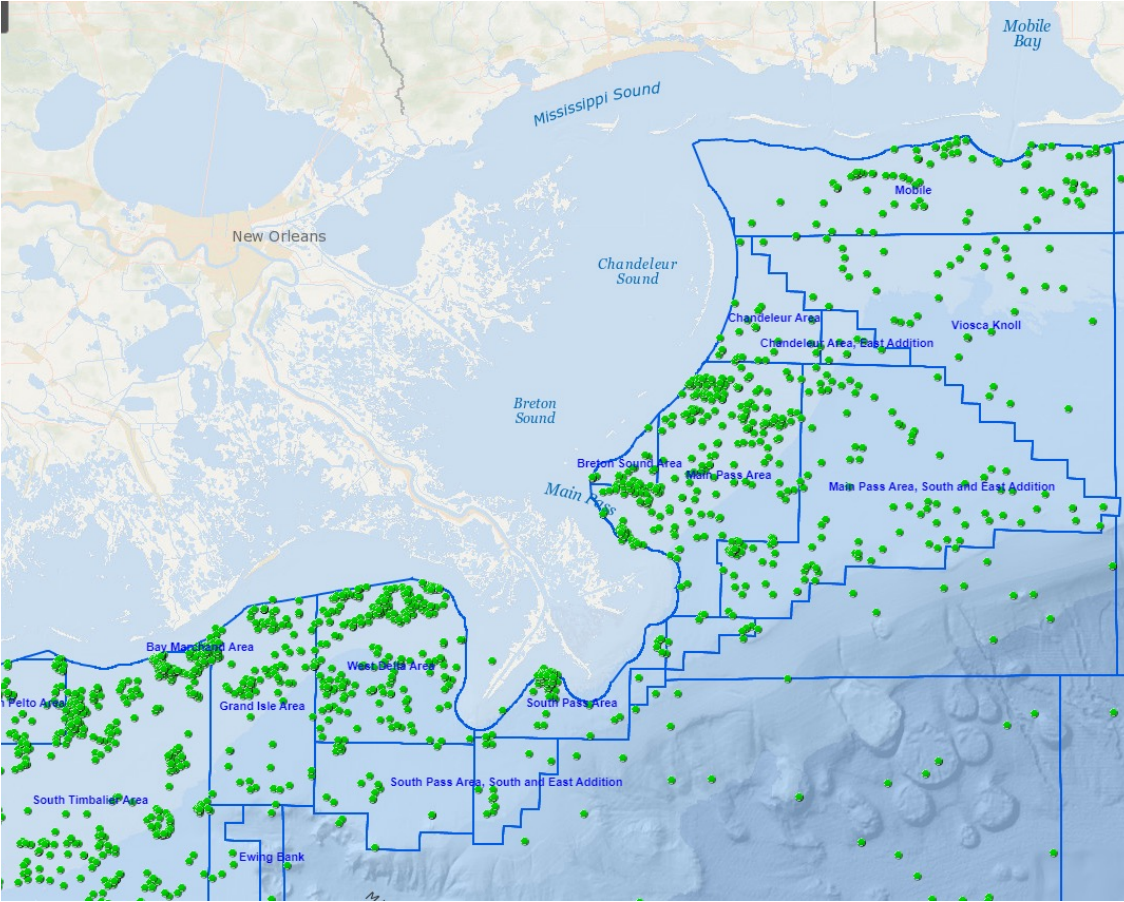 Mobile
Bay
Mississippi Sound
Mobile
New Orleans
Chandeleur
Sound
Chandeleur Area
Viosca Knoll
Chandeleur Area, East Addition
Breton
Sound
Breton Sound Area
Main Pass Area
Main Pass
Main Pass Area, South and East Addition
Bay Marchand Area
West Delta Area
Pelto Area
Grand Isle Area
South Pass Area
South Pass Area, South and East Addition
South Timbalier Area
Ewing Bank